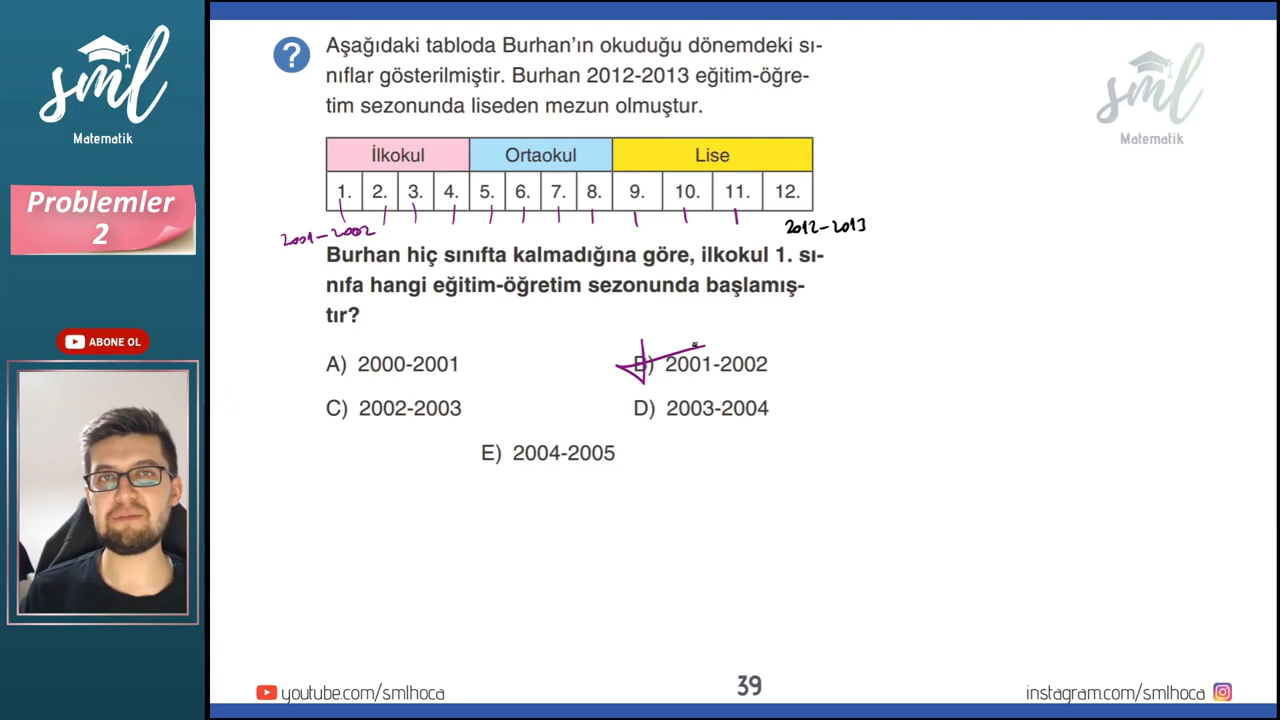 sml
Matematik
Problemler
2
ABONE OL
?
Aşağıdaki tabloda Burhan’ın okuduğu dönemdeki sı-
nıflar gösterilmiştir. Burhan 2012-2013 eğitim-öğre-
tim sezonunda liseden mezun olmuştur.
İlkokul Ortaokul Lise
1. 2. 3. 4. 5. 6. 7. 8. 9. 10. 11. 12.
2001-2002 2012-2013
Burhan hiç sınıfta kalmadığına göre, ilkokul 1. sı-
nıfa hangi eğitim-öğretim sezonunda başlamış-
tır?
A) 2000-2001 B) 2001-2002
C) 2002-2003 D) 2003-2004
E) 2004-2005
sml
Matematik
youtube.com/smlhoca 39 instagram.com/smlhoca